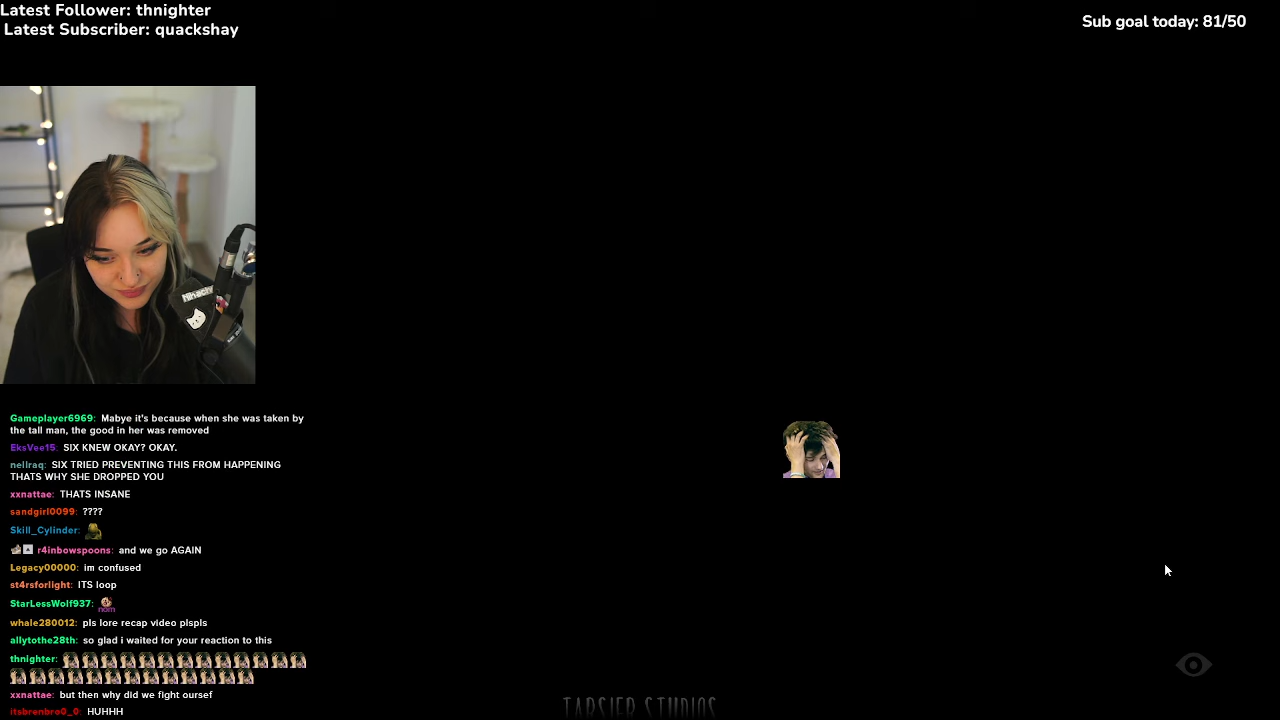 Latest Follower: thnighter
Latest Subscriber: quackshay
Sub goal today: 81/50
Gameplayer6969: Mabye it's because when she was taken by
the tall man, the good in her was removed
EksVee15: SIX KNEW OKAY? OKAY.
nellraq: SIX TRIED PREVENTING THIS FROM HAPPENING
THATS WHY SHE DROPPED YOU
xxnattae: THATS INSANE
sandgirl0099: ????
Skill_Cylinder:
r4inbowspoons: and we go AGAIN
Legacy00000: im confused
st4rsforlight: ITS loop
StarLessWolf937: nom
whale280012: pls lore recap video plspls
allytothe28th: so glad i waited for your reaction to this
thnighter:
xxnattae: but then why did we fight oursef
itsbrenbro0_0: HUHHH
TARSIER STUDIOS